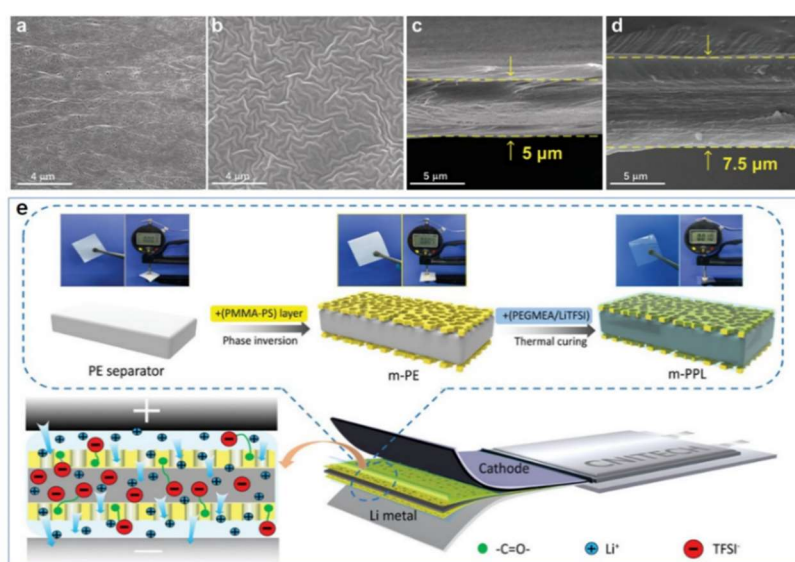 a
b
c
d
4 μm
4 μm
5 μm
5 μm
5 μm
7.5 μm
e
+(PMMA-PS) layer
Phase inversion
+(PEGMEA/LiTFSI)
Thermal curing
PE separator
m-PE
m-PPL
+
Cathode
CNITECH
Li metal
−
-C=O-
Li⁺
TFSI⁻